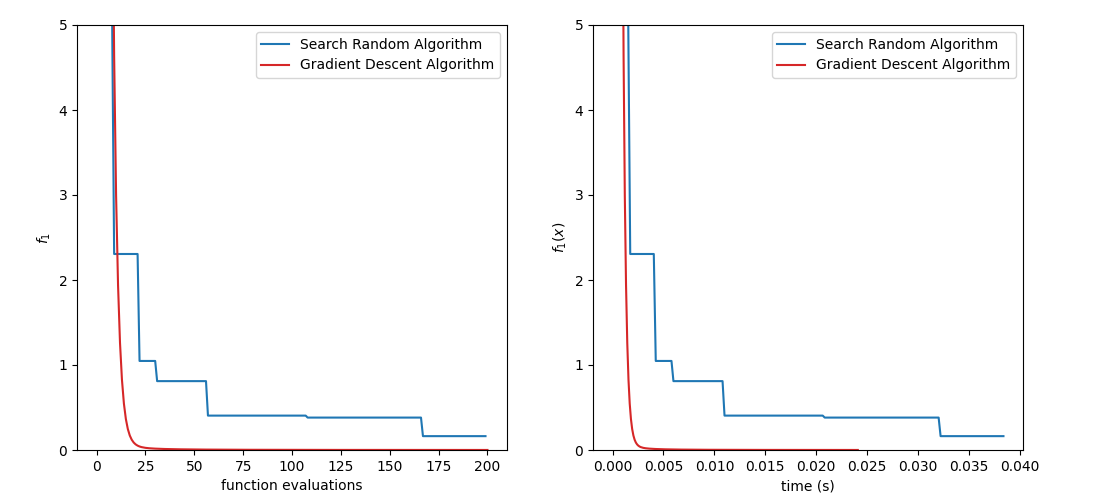 5
4
3
2
1
0
f₁
0 25 50 75 100 125 150 175 200
function evaluations
Search Random Algorithm
Gradient Descent Algorithm
5
4
3
2
1
0
f₁(x)
0.000 0.005 0.010 0.015 0.020 0.025 0.030 0.035 0.040
time (s)
Search Random Algorithm
Gradient Descent Algorithm